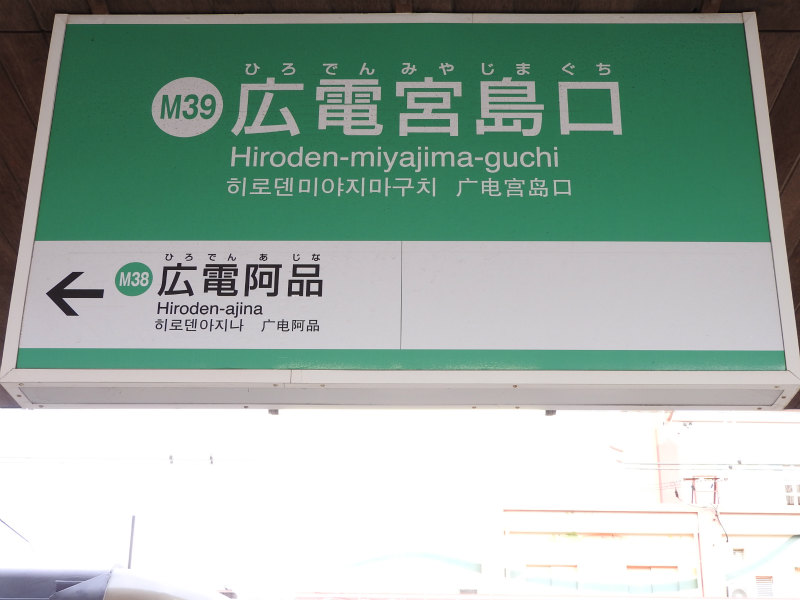 ひろでんみやじまぐち
M39 広電宮島口
Hiroden-miyajima-guchi
히로덴미야지마구치 广电宫岛口
ひろでんあじな
← M38 広電阿品
Hiroden-ajina
히로덴아지나 广电阿品